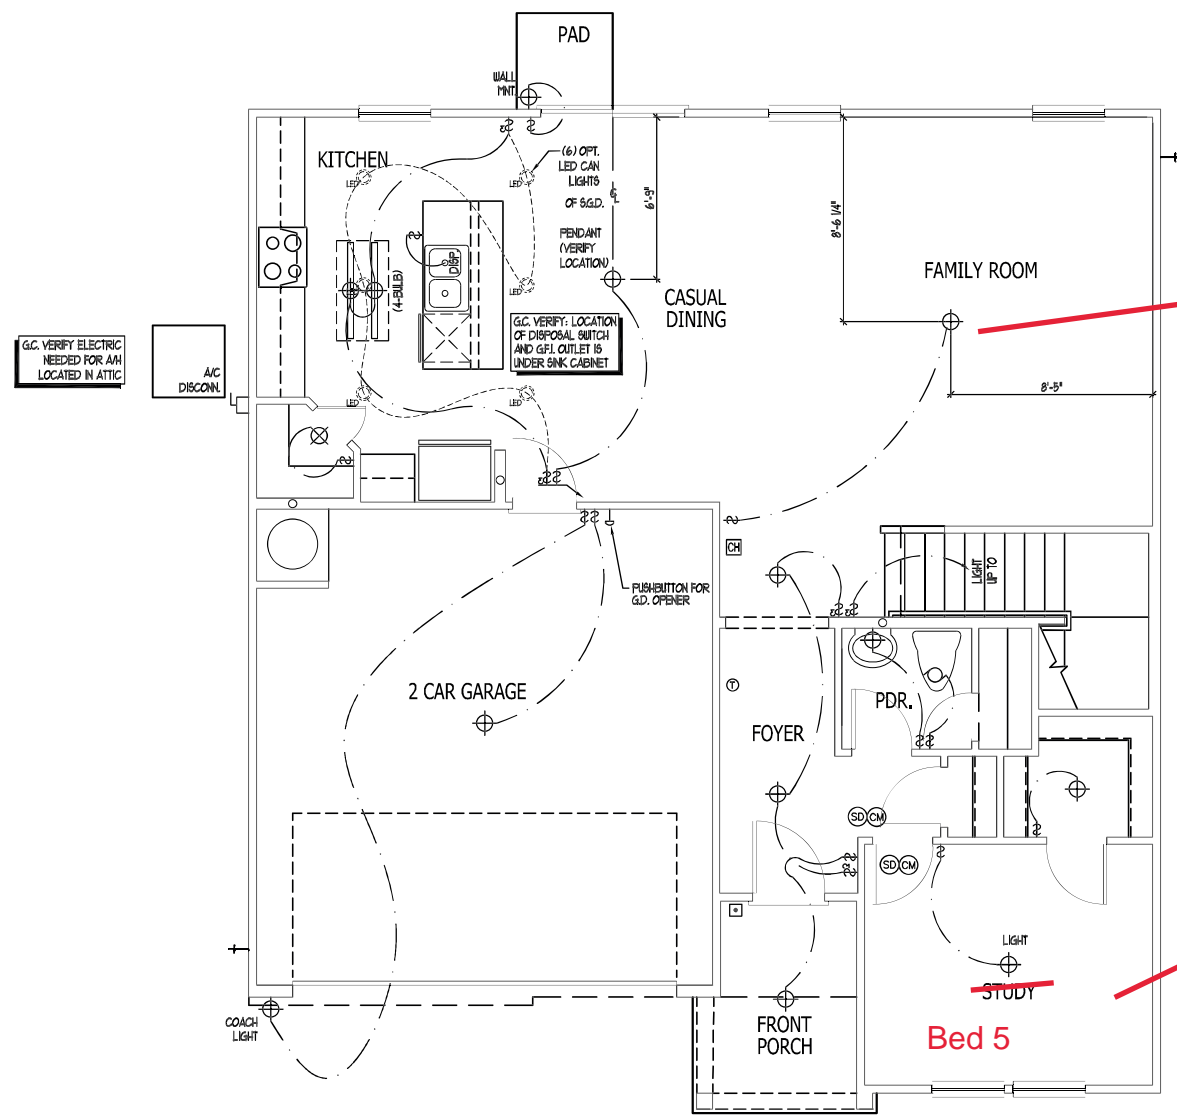 PAD
WALL
MNT.
KITCHEN
(6) OPT.
LED CAN
LIGHTS
LED
LED
℄
OF S.G.D.
6'-9"
8'-6 1/4"
PENDANT
(VERIFY
LOCATION)
DISP.
(4-BULB)
LED
FAMILY ROOM
CASUAL
DINING
G.C. VERIFY: LOCATION
OF DISPOSAL SWITCH
AND G.F.I. OUTLET IS
UNDER SINK CABINET
G.C. VERIFY ELECTRIC
NEEDED FOR A/H
LOCATED IN ATTIC
A/C
DISCONN.
8'-5"
LED
LED
CH
LIGHT
UP TO
PUSHBUTTON FOR
G.D. OPENER
T
2 CAR GARAGE
PDR.
FOYER
SD CM
SD CM
LIGHT
STUDY
COACH
LIGHT
FRONT
PORCH
Bed 5